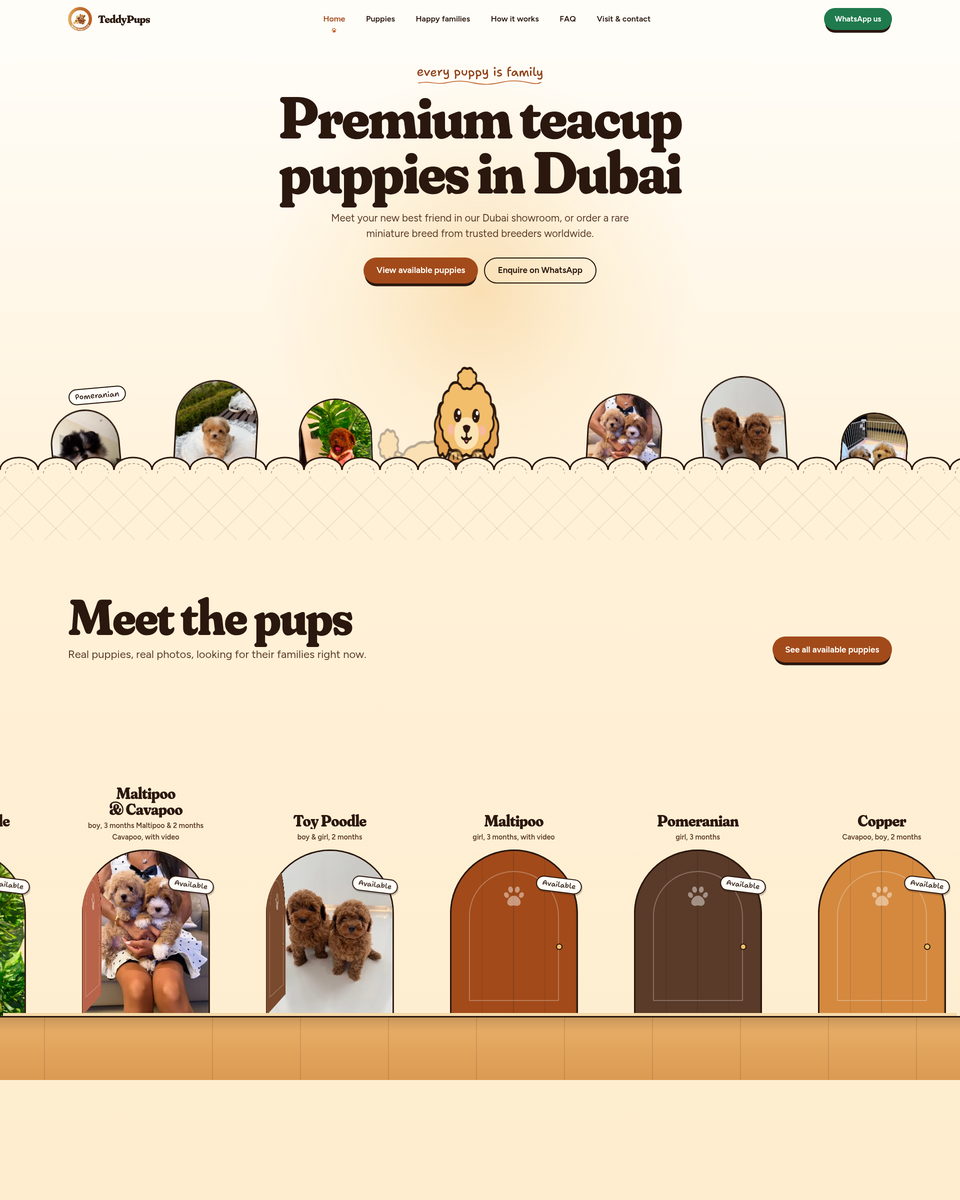 TeddyPups
Home
Puppies
Happy families
How it works
FAQ
Visit & contact
WhatsApp us
every puppy is family
Premium teacup
puppies in Dubai
Meet your new best friend in our Dubai showroom, or order a rare
miniature breed from trusted breeders worldwide.
View available puppies
Enquire on WhatsApp
Pomeranian
Meet the pups
Real puppies, real photos, looking for their families right now.
See all available puppies
Maltipoo
& Cavapoo
boy, 3 months Maltipoo & 2 months
Cavapoo, with video
Available
Toy Poodle
boy & girl, 2 months
Available
Maltipoo
girl, 3 months, with video
Available
Pomeranian
girl, 3 months
Available
Copper
Cavapoo, boy, 2 months
Available